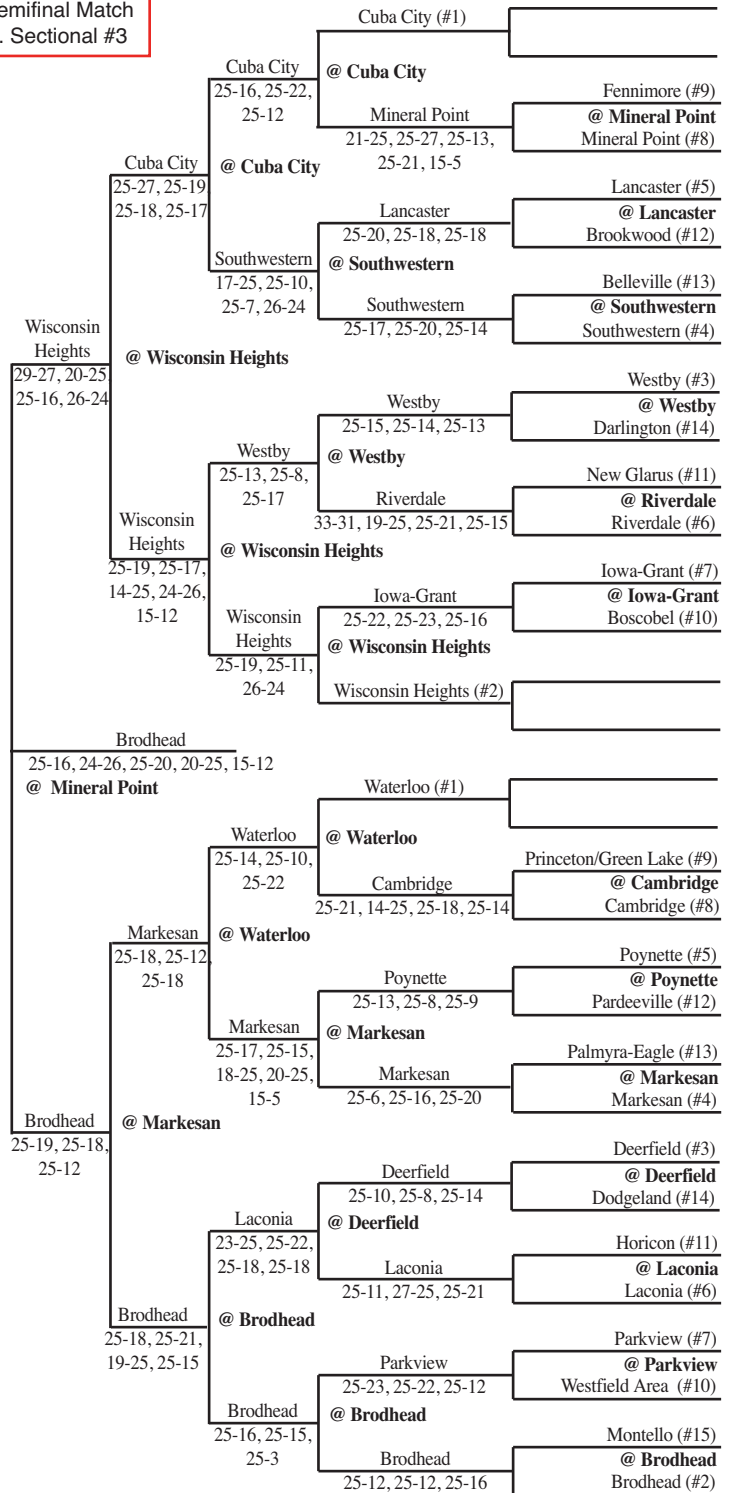 emifinal Match
. Sectional #3
Cuba City (#1)
Cuba City
25-16, 25-22,
25-12
@ Cuba City
Fennimore (#9)
@ Mineral Point
Mineral Point (#8)
Mineral Point
21-25, 25-27, 25-13,
25-21, 15-5
Cuba City
25-27, 25-19,
25-18, 25-17
@ Cuba City
Lancaster (#5)
@ Lancaster
Brookwood (#12)
Lancaster
25-20, 25-18, 25-18
Southwestern
17-25, 25-10,
25-7, 26-24
@ Southwestern
Belleville (#13)
@ Southwestern
Southwestern (#4)
Southwestern
25-17, 25-20, 25-14
Wisconsin
Heights
29-27, 20-25,
25-16, 26-24
@ Wisconsin Heights
Westby (#3)
@ Westby
Darlington (#14)
Westby
25-15, 25-14, 25-13
Westby
25-13, 25-8,
25-17
@ Westby
New Glarus (#11)
@ Riverdale
Riverdale (#6)
Riverdale
33-31, 19-25, 25-21, 25-15
Wisconsin
Heights
25-19, 25-17,
14-25, 24-26,
15-12
@ Wisconsin Heights
Iowa-Grant (#7)
@ Iowa-Grant
Boscobel (#10)
Iowa-Grant
25-22, 25-23, 25-16
Wisconsin
Heights
25-19, 25-11,
26-24
@ Wisconsin Heights
Wisconsin Heights (#2)
Brodhead
25-16, 24-26, 25-20, 20-25, 15-12
@ Mineral Point
Waterloo (#1)
Waterloo
25-14, 25-10,
25-22
@ Waterloo
Princeton/Green Lake (#9)
@ Cambridge
Cambridge (#8)
Cambridge
25-21, 14-25, 25-18, 25-14
Markesan
25-18, 25-12,
25-18
@ Waterloo
Poynette (#5)
@ Poynette
Pardeeville (#12)
Poynette
25-13, 25-8, 25-9
Markesan
25-17, 25-15,
18-25, 20-25,
15-5
@ Markesan
Palmyra-Eagle (#13)
@ Markesan
Markesan (#4)
Markesan
25-6, 25-16, 25-20
Brodhead
25-19, 25-18,
25-12
@ Markesan
Deerfield (#3)
@ Deerfield
Dodgeland (#14)
Deerfield
25-10, 25-8, 25-14
Laconia
23-25, 25-22,
25-18, 25-18
@ Deerfield
Horicon (#11)
@ Laconia
Laconia (#6)
Laconia
25-11, 27-25, 25-21
Brodhead
25-18, 25-21,
19-25, 25-15
@ Brodhead
Parkview (#7)
@ Parkview
Westfield Area (#10)
Parkview
25-23, 25-22, 25-12
Brodhead
25-16, 25-15,
25-3
@ Brodhead
Montello (#15)
@ Brodhead
Brodhead (#2)
Brodhead
25-12, 25-12, 25-16